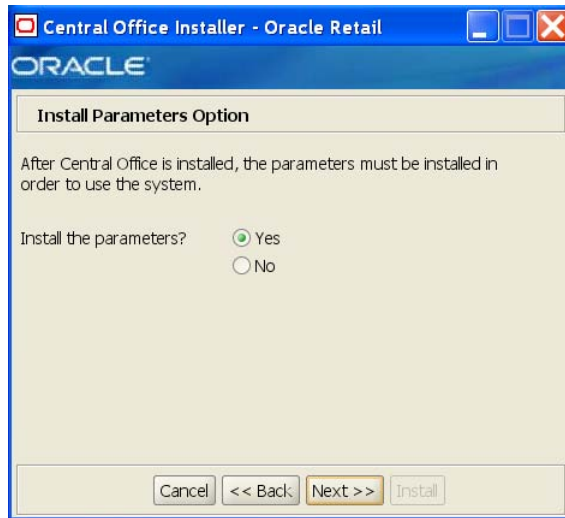 Central Office Installer - Oracle Retail
ORACLE
Install Parameters Option
After Central Office is installed, the parameters must be installed in
order to use the system.
Install the parameters? Yes
No
Cancel << Back Next >> Install